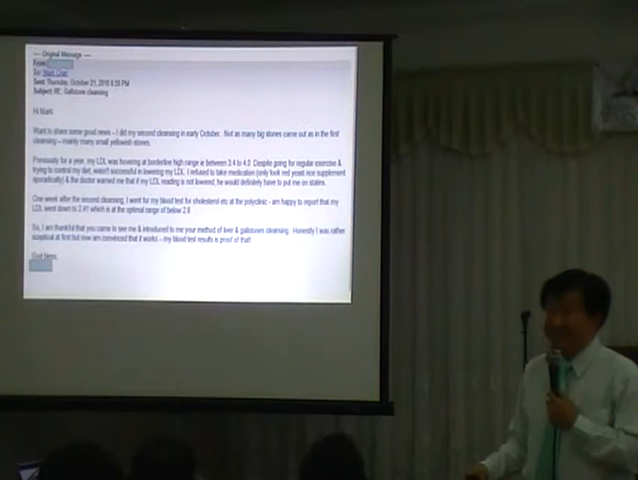 ---- Original Message ----
From:
To: Marti Chan
Sent: Thursday, October 21, 2010 6:59 PM
Subject: RE: Gallstone cleansing
Hi Marti
Want to share some good news – I did my second cleansing in early October. Not as many big stones came out as in the first
cleansing – mainly many small yellowish stones.
Previously for a year, my LDL was hovering at borderline high range ie between 3.4 to 4.0. Despite going for regular exercise &
trying to control my diet, wasn't successful in lowering my LDL. I refused to take medication (only took red yeast rice supplement
sporadically) & the doctor warned me that if my LDL reading is not lowered, he would definitely have to put me on statins.
One week after the second cleansing, I went for my blood test for cholesterol etc at the polyclinic - am happy to report that my
LDL went down to 2.41 which is at the optimal range of below 2.6
So, I am thankful that you came to see me & introduced to me your method of liver & gallstones cleansing. Honestly I was rather
sceptical at first but now am convinced that it works – my blood test results is proof of that!
God bless,